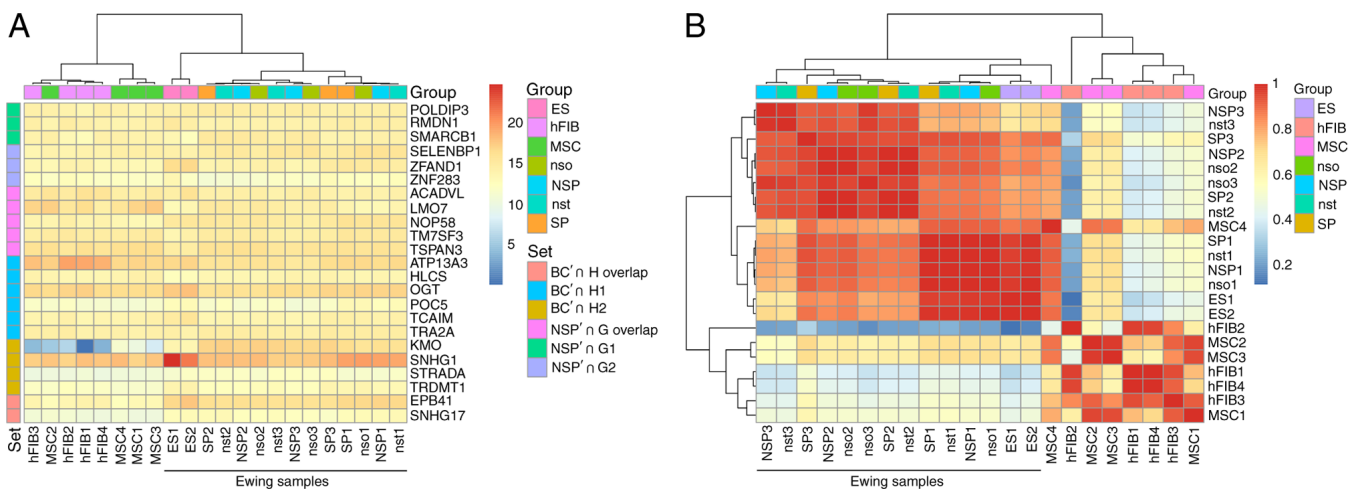 A
Group
POLDIP3
RMDN1
SMARCB1
SELENBP1
ZFAND1
ZNF283
ACADVL
LMO7
NOP58
TM7SF3
TSPAN3
ATP13A3
HLCS
OGT
POC5
TCAIM
TRA2A
KMO
SNHG1
STRADA
TRDMT1
EPB41
SNHG17
Set
hFIB3
MSC2
hFIB2
hFIB1
hFIB4
MSC4
MSC1
MSC3
ES1
ES2
SP2
nst2
NSP2
nso2
nst3
NSP3
nso3
SP3
SP1
nso1
NSP1
nst1
Ewing samples
20
15
10
5
Group
ES
hFIB
MSC
nso
NSP
nst
SP
Set
BC′ ∩ H overlap
BC′ ∩ H1
BC′ ∩ H2
NSP′ ∩ G overlap
NSP′ ∩ G1
NSP′ ∩ G2
B
Group
NSP3
nst3
SP3
NSP2
nso2
nso3
SP2
nst2
MSC4
SP1
nst1
NSP1
nso1
ES1
ES2
hFIB2
MSC2
MSC3
hFIB1
hFIB4
hFIB3
MSC1
NSP3
nst3
SP3
NSP2
nso2
nso3
SP2
nst2
SP1
nst1
NSP1
nso1
ES1
ES2
MSC4
hFIB2
MSC2
MSC3
hFIB1
hFIB4
hFIB3
MSC1
Ewing samples
1
0.8
0.6
0.4
0.2
Group
ES
hFIB
MSC
nso
NSP
nst
SP